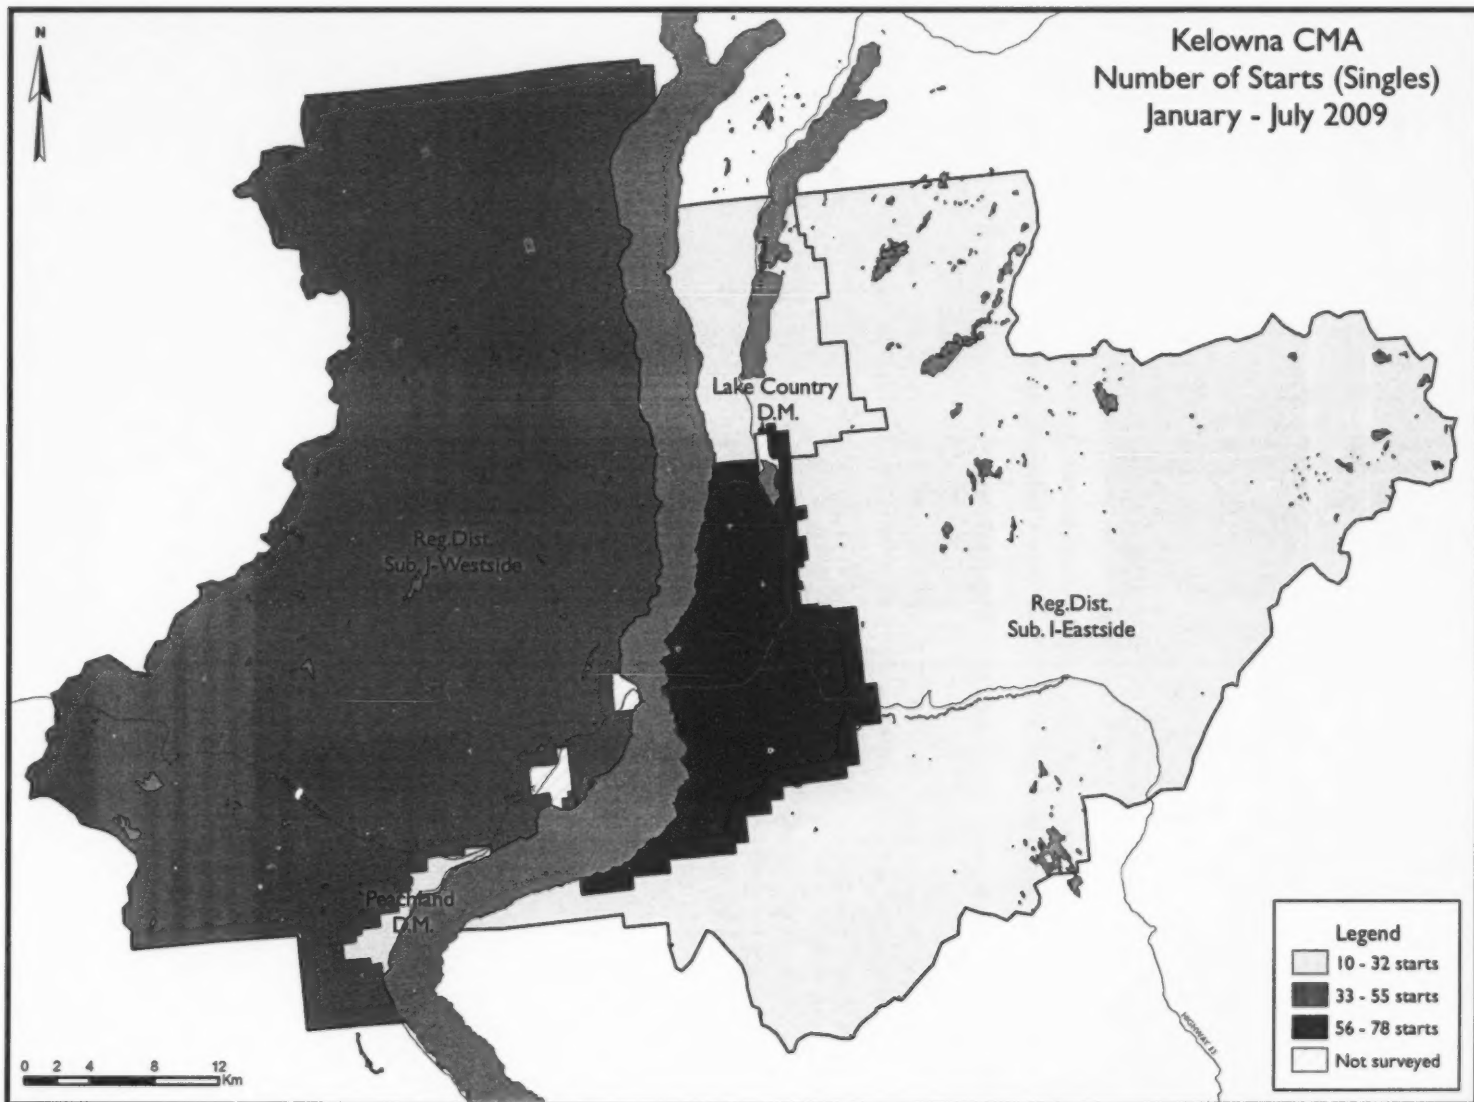 N
Kelowna CMA
Number of Starts (Singles)
January - July 2009
Lake Country
D.M.
Reg.Dist.
Sub. J-Westside
Reg.Dist.
Sub. I-Eastside
Peachland
D.M.
HIGHWAY 33
Legend
10 - 32 starts
33 - 55 starts
56 - 78 starts
Not surveyed
0 2 4 8 12
Km